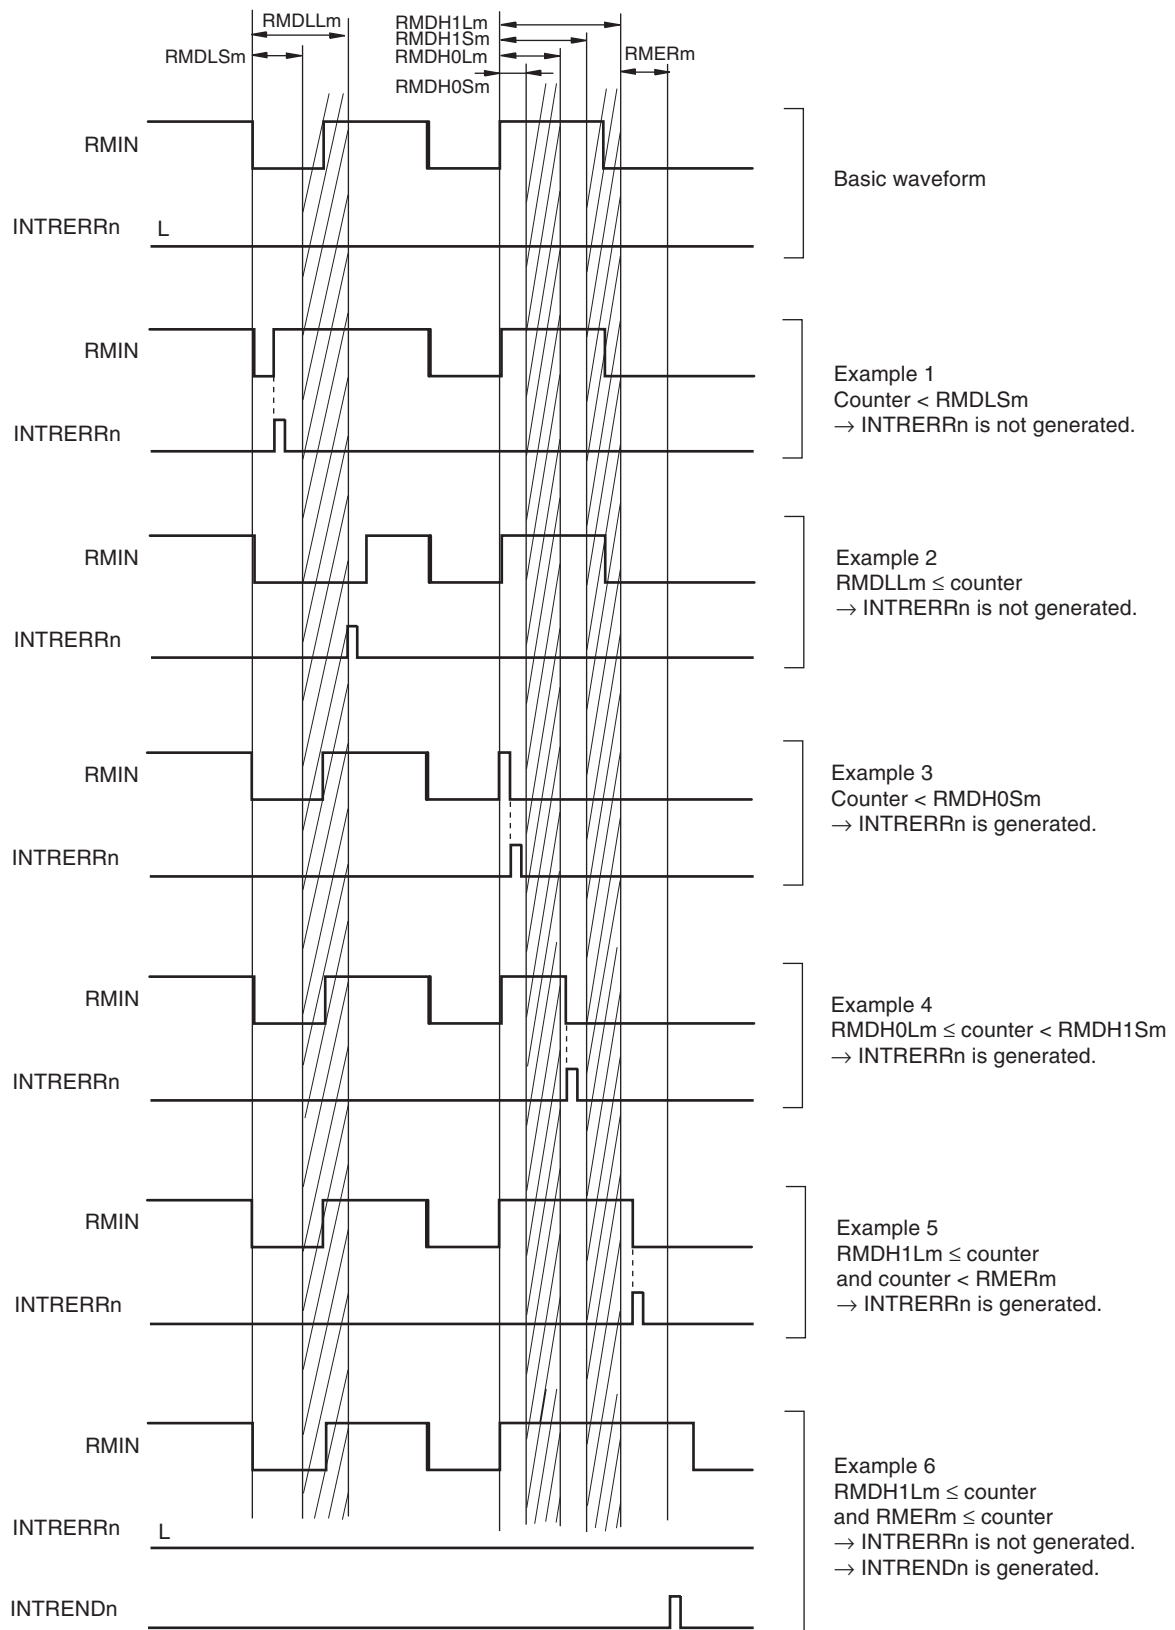 RMDLLm
RMDLSm
RMDH1Lm
RMDH1Sm
RMDH0Lm
RMDH0Sm
RMERm
RMIN
INTRERRn L
Basic waveform
RMIN
INTRERRn
Example 1
Counter < RMDLSm
→ INTRERRn is not generated.
RMIN
INTRERRn
Example 2
RMDLLm ≤ counter
→ INTRERRn is not generated.
RMIN
INTRERRn
Example 3
Counter < RMDH0Sm
→ INTRERRn is generated.
RMIN
INTRERRn
Example 4
RMDH0Lm ≤ counter < RMDH1Sm
→ INTRERRn is generated.
RMIN
INTRERRn
Example 5
RMDH1Lm ≤ counter
and counter < RMERm
→ INTRERRn is generated.
RMIN
INTRERRn L
INTRENDn
Example 6
RMDH1Lm ≤ counter
and RMERm ≤ counter
→ INTRERRn is not generated.
→ INTRENDn is generated.